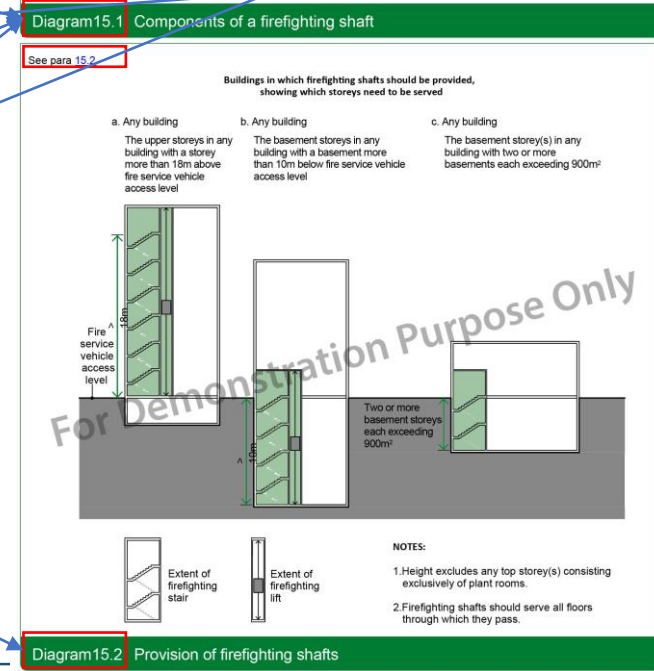 Diagram15.1 Components of a firefighting shaft
See para 15.2
Buildings in which firefighting shafts should be provided,
showing which storeys need to be served
a. Any building
The upper storeys in any
building with a storey
more than 18m above
fire service vehicle
access level
b. Any building
The basement storeys in any
building with a basement more
than 10m below fire service vehicle
access level
c. Any building
The basement storey(s) in any
building with two or more
basements each exceeding 900m²
> 18m
Fire
service
vehicle
access
level
> 10m
Two or more
basement storeys
each exceeding
900m²
For Demonstration Purpose Only
Extent of
firefighting
stair
Extent of
firefighting
lift
NOTES:
1.Height excludes any top storey(s) consisting
exclusively of plant rooms.
2.Firefighting shafts should serve all floors
through which they pass.
Diagram15.2 Provision of firefighting shafts